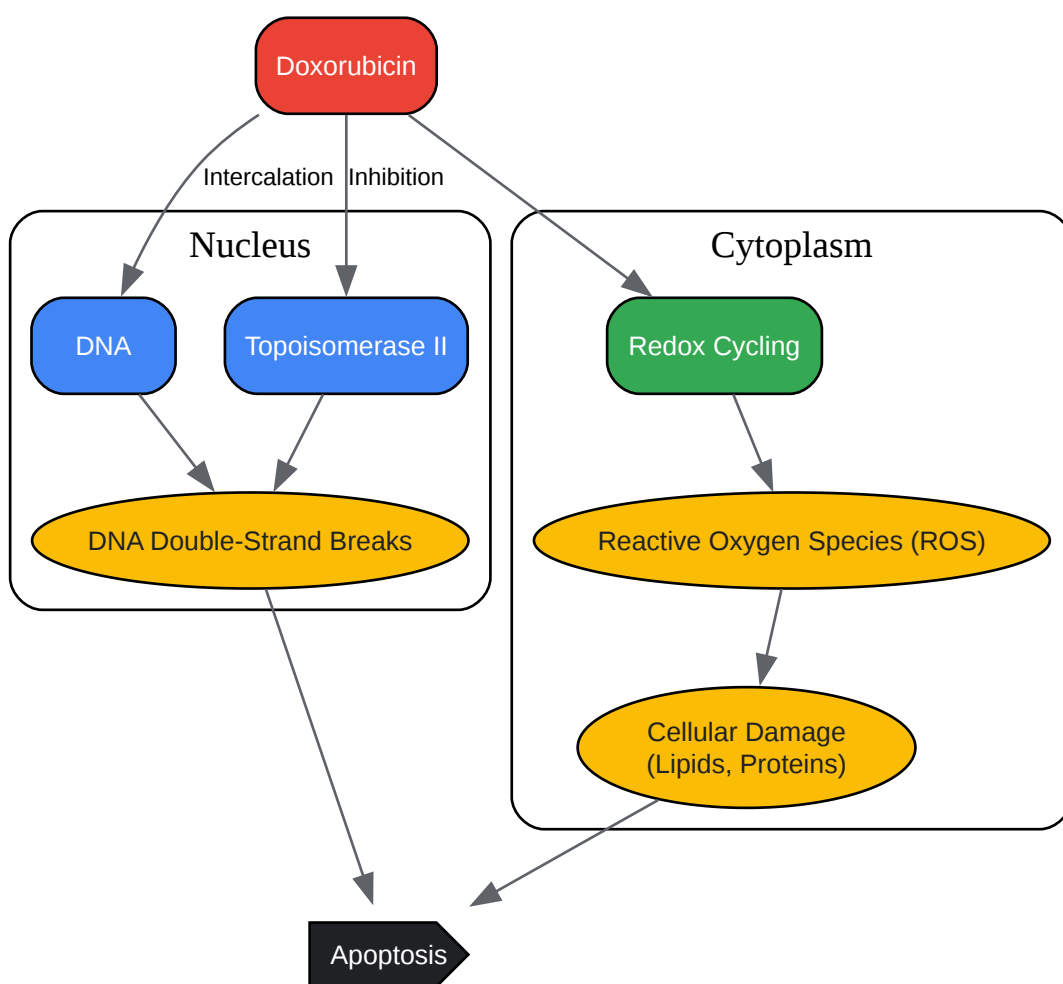 Doxorubicin
Intercalation
Inhibition
Nucleus
Cytoplasm
DNA
Topoisomerase II
Redox Cycling
DNA Double-Strand Breaks
Reactive Oxygen Species (ROS)
Cellular Damage
(Lipids, Proteins)
Apoptosis